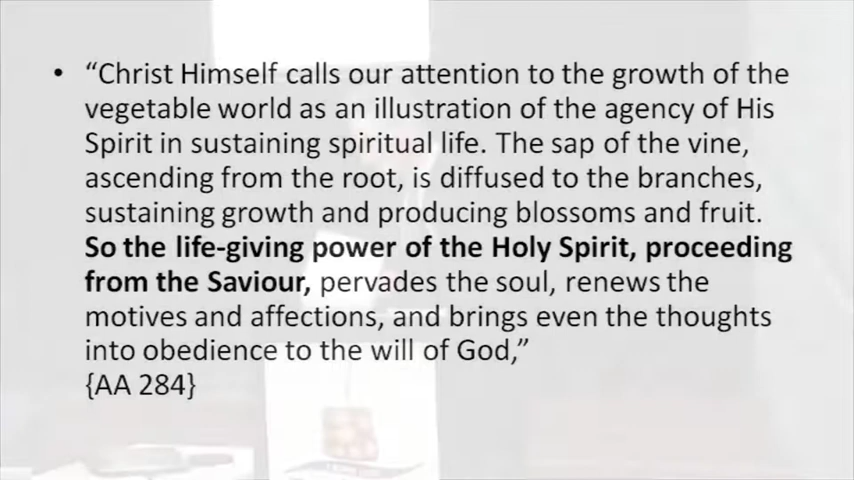 • “Christ Himself calls our attention to the growth of the
vegetable world as an illustration of the agency of His
Spirit in sustaining spiritual life. The sap of the vine,
ascending from the root, is diffused to the branches,
sustaining growth and producing blossoms and fruit.
So the life-giving power of the Holy Spirit, proceeding
from the Saviour, pervades the soul, renews the
motives and affections, and brings even the thoughts
into obedience to the will of God,”
{AA 284}